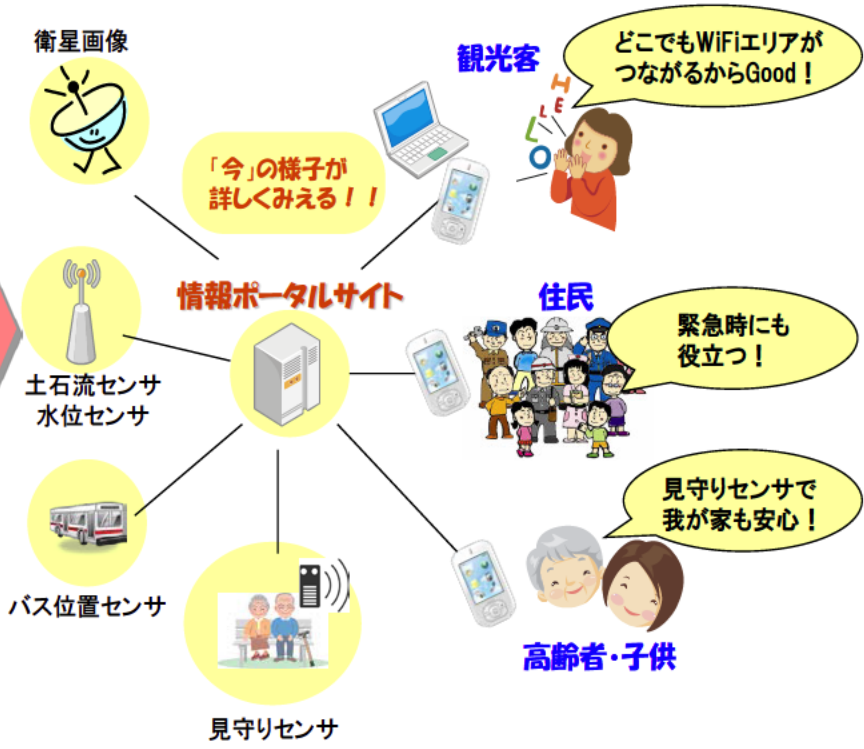 衛星画像
観光客
どこでもWiFiエリアが
つながるからGood！
HELLO
「今」の様子が
詳しくみえる！！
情報ポータルサイト
住民
緊急時にも
役立つ！
土石流センサ
水位センサ
見守りセンサで
我が家も安心！
バス位置センサ
高齢者・子供
見守りセンサ